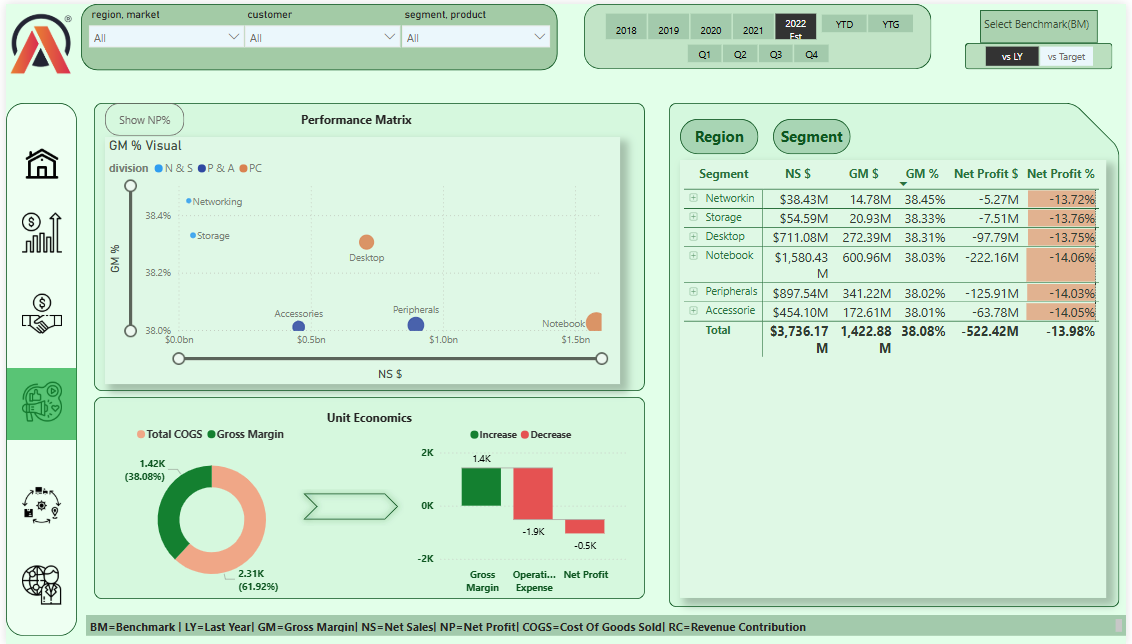 region, market
customer
segment, product
All
All
All
2018
2019
2020
2021
2022
Est
YTD
YTG
Q1
Q2
Q3
Q4
Select Benchmark(BM)
vs LY
vs Target
®
Show NP%
Performance Matrix
GM % Visual
division N & S P & A PC
38.4%
38.2%
38.0%
GM %
Networking
Storage
Desktop
Accessories
Peripherals
Notebook
$0.0bn
$0.5bn
$1.0bn
$1.5bn
NS $
Unit Economics
Total COGS Gross Margin
1.42K
(38.08%)
2.31K
(61.92%)
Increase Decrease
2K
0K
-2K
1.4K
-1.9K
-0.5K
Gross
Margin
Operati...
Expense
Net Profit
Region
Segment
Segment NS $ GM $ GM % Net Profit $ Net Profit %
Networkin $38.43M 14.78M 38.45% -5.27M -13.72%
Storage $54.59M 20.93M 38.33% -7.51M -13.76%
Desktop $711.08M 272.39M 38.31% -97.79M -13.75%
Notebook $1,580.43 600.96M 38.03% -222.16M -14.06%
M
Peripherals $897.54M 341.22M 38.02% -125.91M -14.03%
Accessorie $454.10M 172.61M 38.01% -63.78M -14.05%
Total $3,736.17 1,422.88 38.08% -522.42M -13.98%
M M
BM=Benchmark | LY=Last Year| GM=Gross Margin| NS=Net Sales| NP=Net Profit| COGS=Cost Of Goods Sold| RC=Revenue Contribution